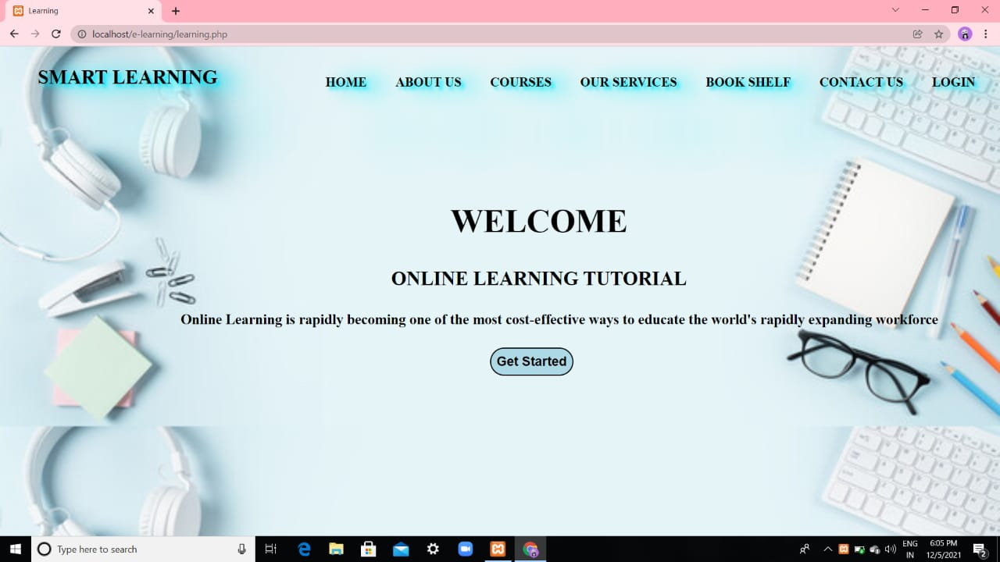 Learning
localhost/e-learning/learning.php
SMART LEARNING
HOME ABOUT US COURSES OUR SERVICES BOOK SHELF CONTACT US LOGIN
WELCOME
ONLINE LEARNING TUTORIAL
Online Learning is rapidly becoming one of the most cost-effective ways to educate the world's rapidly expanding workforce
Get Started
Type here to search
ENG
IN
6:05 PM
12/5/2021
2